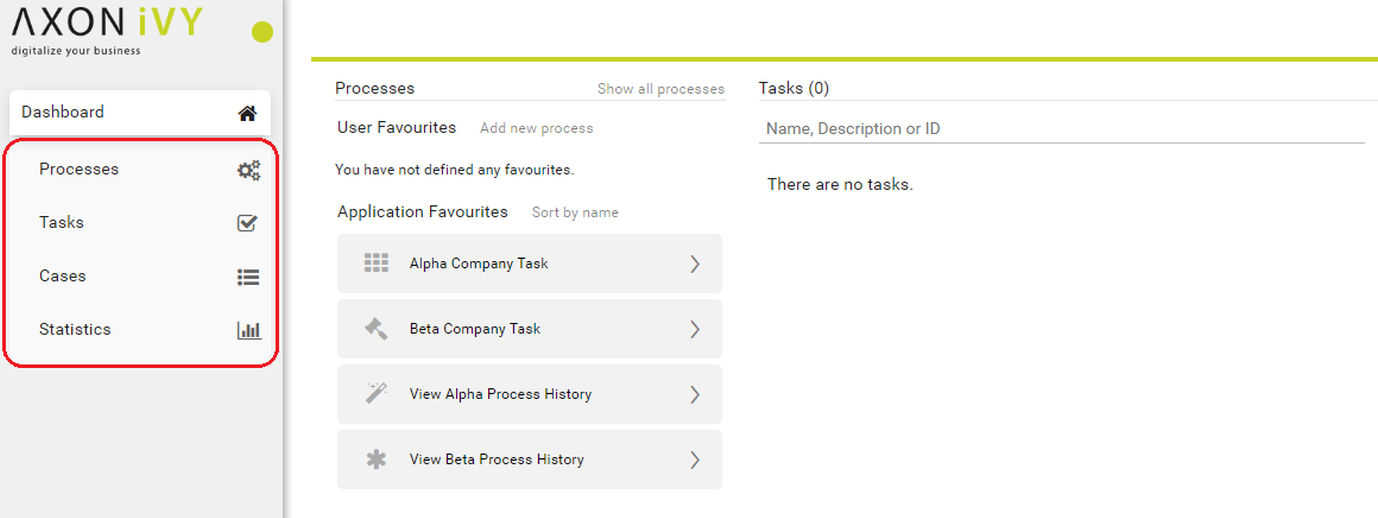 AXON iVY
digitalize your business
Dashboard
Processes
Tasks
Cases
Statistics
Processes
Show all processes
User Favourites
Add new process
You have not defined any favourites.
Application Favourites
Sort by name
Alpha Company Task
Beta Company Task
View Alpha Process History
View Beta Process History
Tasks (0)
Name, Description or ID
There are no tasks.